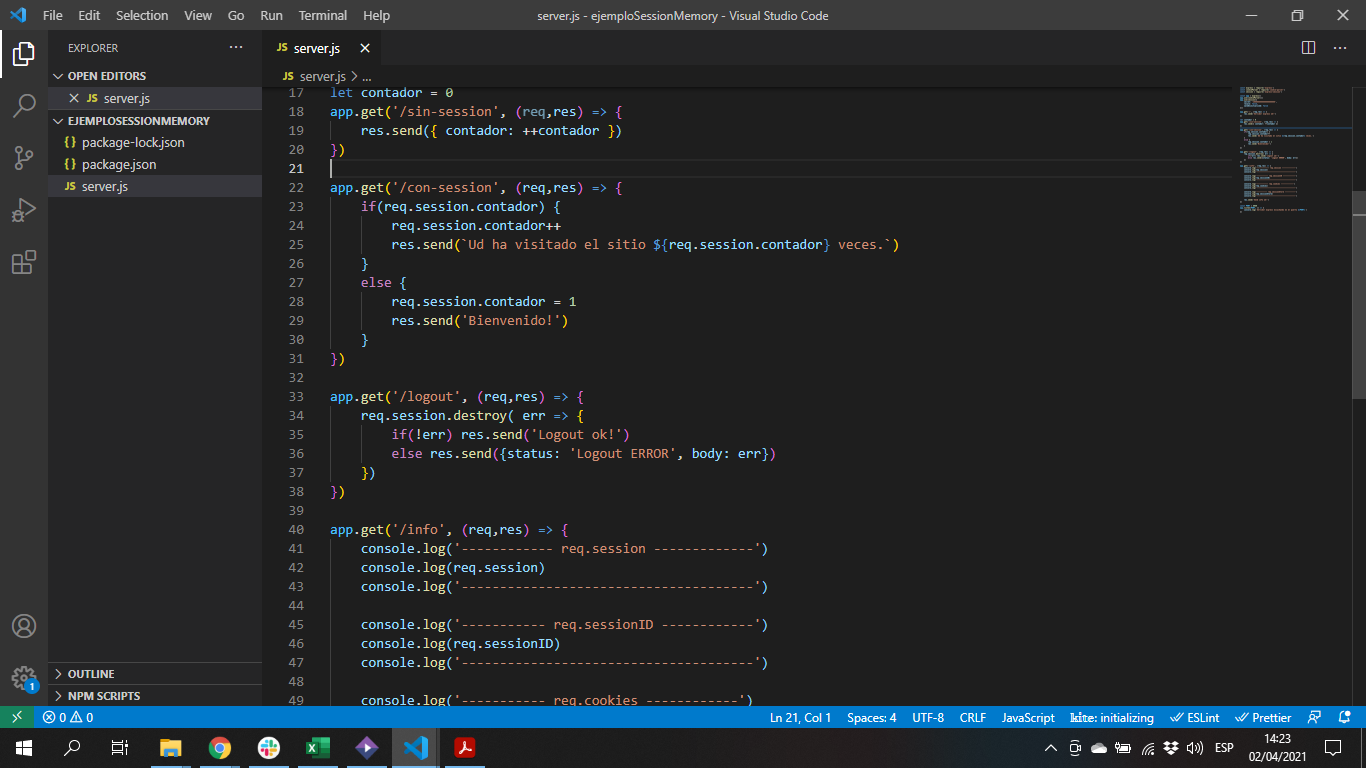 File Edit Selection View Go Run Terminal Help
server.js - ejemploSessionMemory - Visual Studio Code
EXPLORER
OPEN EDITORS
JS server.js
EJEMPLOSESSIONMEMORY
{} package-lock.json
{} package.json
JS server.js
OUTLINE
NPM SCRIPTS
JS server.js
JS server.js > ...
17 let contador = 0
18 app.get('/sin-session', (req,res) => {
19     res.send({ contador: ++contador })
20 })
21
22 app.get('/con-session', (req,res) => {
23     if(req.session.contador) {
24         req.session.contador++
25         res.send(`Ud ha visitado el sitio ${req.session.contador} veces.`)
26     }
27     else {
28         req.session.contador = 1
29         res.send('Bienvenido!')
30     }
31 })
32
33 app.get('/logout', (req,res) => {
34     req.session.destroy( err => {
35         if(!err) res.send('Logout ok!')
36         else res.send({status: 'Logout ERROR', body: err})
37     })
38 })
39
40 app.get('/info', (req,res) => {
41     console.log('------------ req.session -------------')
42     console.log(req.session)
43     console.log('--------------------------------------')
44
45     console.log('----------- req.sessionID ------------')
46     console.log(req.sessionID)
47     console.log('--------------------------------------')
48
49     console.log('----------- req.cookies ------------')
1
0 0
Ln 21, Col 1 Spaces: 4 UTF-8 CRLF JavaScript kite: initializing ESLint Prettier
ESP
14:23
02/04/2021